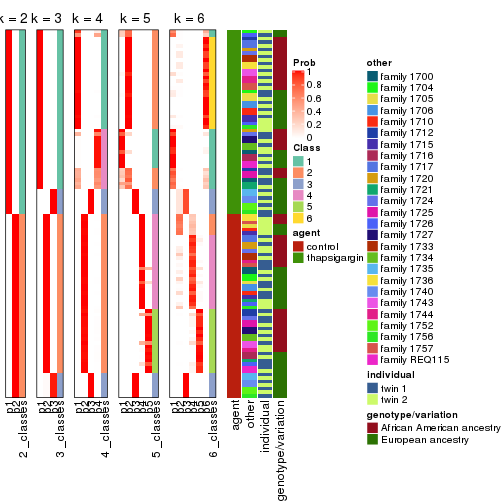 k = 2
k = 3
k = 4
k = 5
k = 6
p1
p2
2_classes
p1
p2
p3
3_classes
p1
p2
p3
p4
4_classes
p1
p2
p3
p4
p5
5_classes
p1
p2
p3
p4
p5
p6
6_classes
agent
other
individual
genotype/variation
Prob
1
0.8
0.6
0.4
0.2
0
Class
1
2
3
4
5
6
agent
control
thapsigargin
other
family 1700
family 1704
family 1705
family 1706
family 1710
family 1712
family 1715
family 1716
family 1717
family 1720
family 1721
family 1724
family 1725
family 1726
family 1727
family 1733
family 1734
family 1735
family 1736
family 1740
family 1743
family 1744
family 1752
family 1756
family 1757
family REQ115
individual
twin 1
twin 2
genotype/variation
African American ancestry
European ancestry